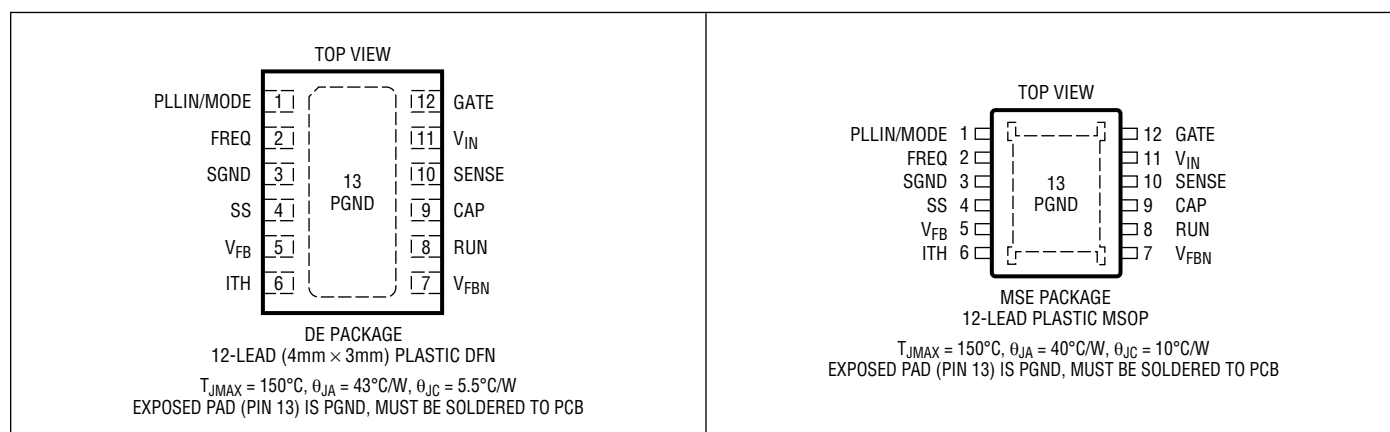 TOP VIEW
PLLIN/MODE 1
FREQ 2
SGND 3
SS 4
VFB 5
ITH 6
13
PGND
12 GATE
11 VIN
10 SENSE
9 CAP
8 RUN
7 VFBN
DE PACKAGE
12-LEAD (4mm × 3mm) PLASTIC DFN
TJMAX = 150°C, θJA = 43°C/W, θJC = 5.5°C/W
EXPOSED PAD (PIN 13) IS PGND, MUST BE SOLDERED TO PCB
TOP VIEW
PLLIN/MODE 1
FREQ 2
SGND 3
SS 4
VFB 5
ITH 6
13
PGND
12 GATE
11 VIN
10 SENSE
9 CAP
8 RUN
7 VFBN
MSE PACKAGE
12-LEAD PLASTIC MSOP
TJMAX = 150°C, θJA = 40°C/W, θJC = 10°C/W
EXPOSED PAD (PIN 13) IS PGND, MUST BE SOLDERED TO PCB